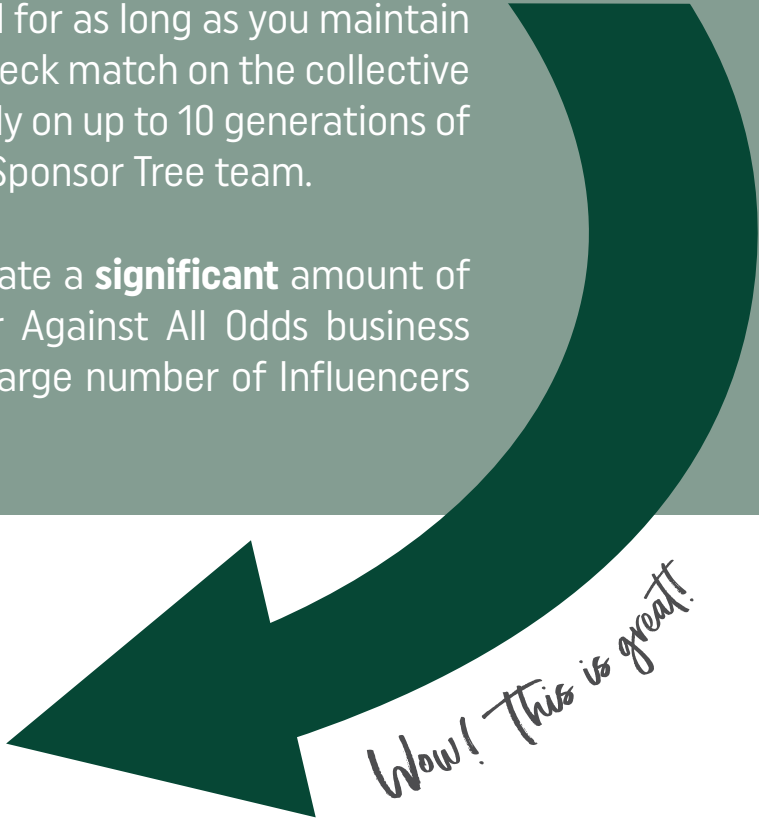 for as long as you maintain
eck match on the collective
ly on up to 10 generations of
Sponsor Tree team.
ate a significant amount of
r Against All Odds business
arge number of Influencers
Wow! This is great!